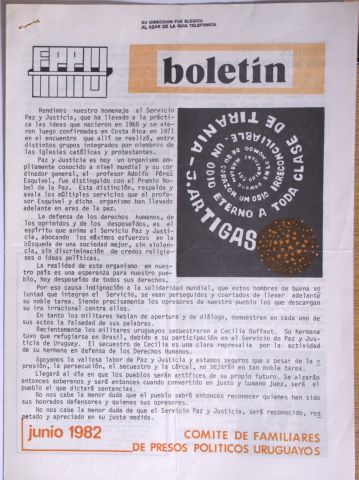 SU DIRECCION FUE ELEGIDA
AL AZAR DE LA GUIA TELEFONICA
FPPU
boletín
Rendimos nuestro homenaje al Servicio
Paz y Justicia, que ha llevado a la prácti-
ca las ideas que nacieron en 1968 y se vie-
ron luego confirmadas en Costa Rica en 1971
en el encuentro que allí se realizó, entre
distintos grupos integrados por miembros de
las iglesias católicas y protestantes.
Paz y Justicia es hoy un organismo am-
pliamente conocido a nivel mundial y su cor-
dinador general, el profesor Adolfo Pérez
Esquivel, fue distinguido con el Premio No-
bel de la Paz. Esta distinción, respalda y
avala los múltiples servicios que el profe-
sor Esquivel y dicho organismo han llevado
adelante en aras de la paz.
La defensa de los derechos humanos, de
los oprimidos y de los desposeídos, es el
espíritu que anima al Servicio Paz y Justi-
cia, abocando los máximos esfuerzos en la
búsqueda de una sociedad mejor, sin violen-
cia, sin discriminación de credos religio-
sos o ideas políticas.
La realidad de este organismo en nues-
tro país es una esperanza para nuestro pue-
blo, hoy desposeído de todos sus derechos.
UN ODIO IRRECONCILIABLE, UN ODIO ETERNO A TODA CLASE DE TIRANIA - J. ARTIGAS
Por eso causa indignación a la solidaridad mundial, que estos hombres de buena vo
luntad que integran el Servicio, se vean perseguidos y coartados de llevar adelante
su noble tarea. Siendo precisamente los opresores de nuestro pueblo los que descargan
su ira irracional contra ellos.
En tanto los militares hablan de apertura y de diálogo, demuestran en cada uno de
sus actos la falsedad de sus palabras.
Recientemente los militares uruguayos secuestraron a Cecilia Duffaut. Su hermana
tuvo que refugiarse en Brasil, debido a su participación en el Servicio de Paz y Jus-
ticia de Uruguay. El secuestro de Cecilia es una clara represalia por la actividad
de su hermana en defensa de los Derechos Humanos.
Apoyamos la valiosa labor de Paz y Justicia y estamos seguros que a pesar de la o
presión, la persecución, el secuestro y la cárcel, no dejarán en tan noble tarea.
Llegará el día en que los pueblos serán artífices de su propio futuro. Se alzarán
entonces soberanos y será entonces cuando convertido en justo y humano juez, será el
pueblo el que dictará sentencias.
No nos cabe la menor duda que el pueblo sabrá entonces reconocer quienes han sido
sus honrados defensores y quienes sus opresores.
No nos cabe la menor duda de que el Servicio Paz y Justicia, será reconocido, res
petado y apreciado en su justa medida.
junio 1982
COMITE DE FAMILIARES
DE PRESOS POLITICOS URUGUAYOS